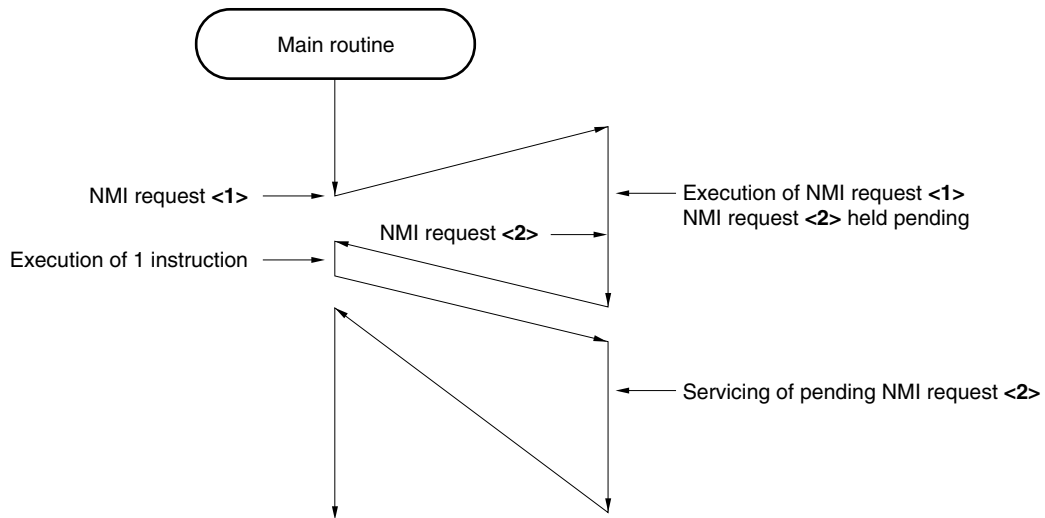 Main routine
NMI request <1>
Execution of NMI request <1>
NMI request <2> held pending
NMI request <2>
Execution of 1 instruction
Servicing of pending NMI request <2>